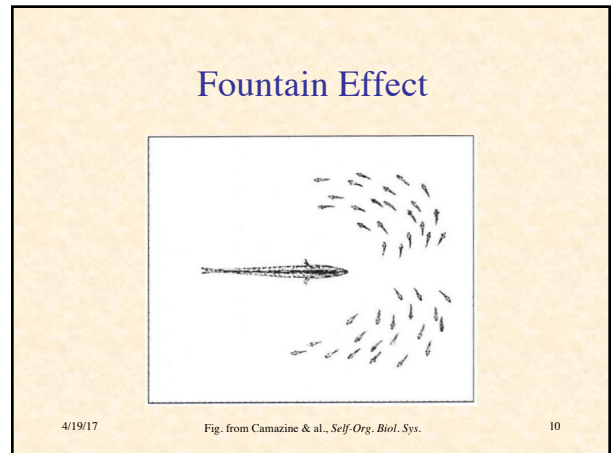 Fountain Effect
4/19/17 Fig. from Camazine & al., Self-Org. Biol. Sys. 10